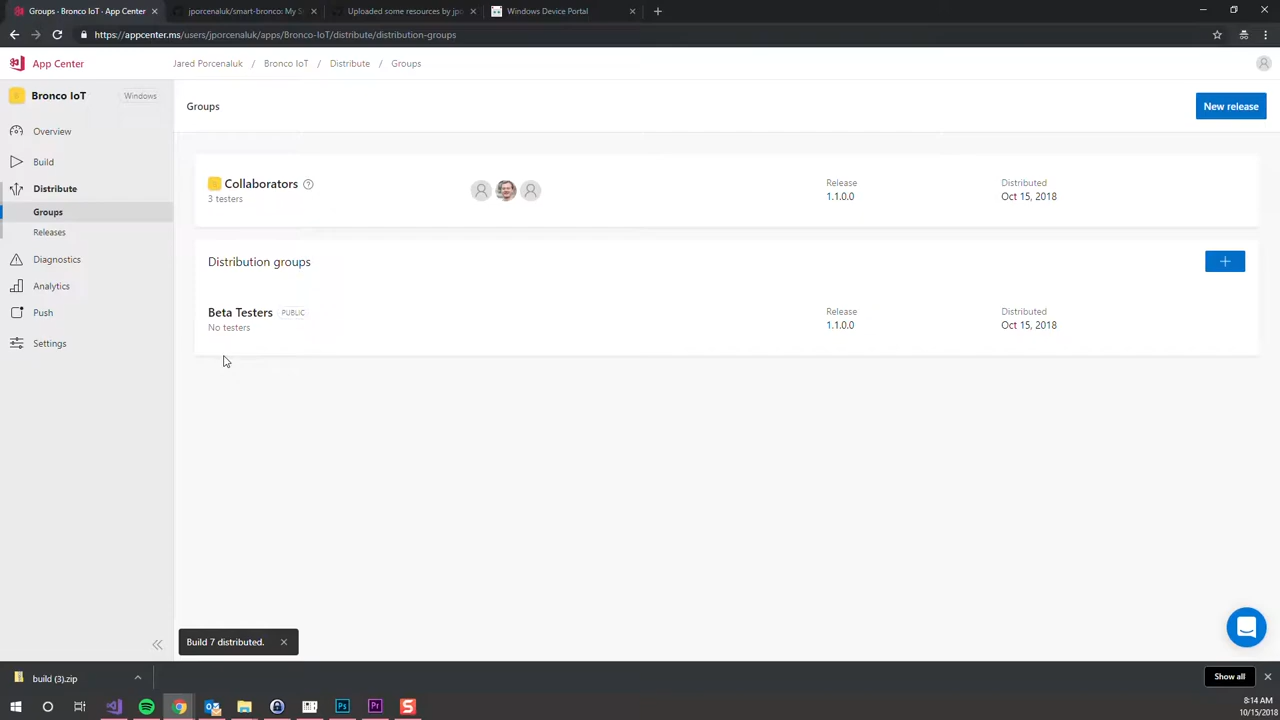 Groups - Bronco IoT - App Center
jporcenaluk/smart-bronco: My S
Uploaded some resources by jpo
Windows Device Portal
https://appcenter.ms/users/jporcenaluk/apps/Bronco-IoT/distribute/distribution-groups
App Center
Jared Porcenaluk / Bronco IoT / Distribute / Groups
Bronco IoT
Windows
Groups
New release
Overview
Build
Distribute
Groups
Releases
Diagnostics
Analytics
Push
Settings
Collaborators
3 testers
Release
1.1.0.0
Distributed
Oct 15, 2018
Distribution groups
Beta Testers PUBLIC
No testers
Release
1.1.0.0
Distributed
Oct 15, 2018
Build 7 distributed.
build (3).zip
Show all
8:14 AM
10/15/2018